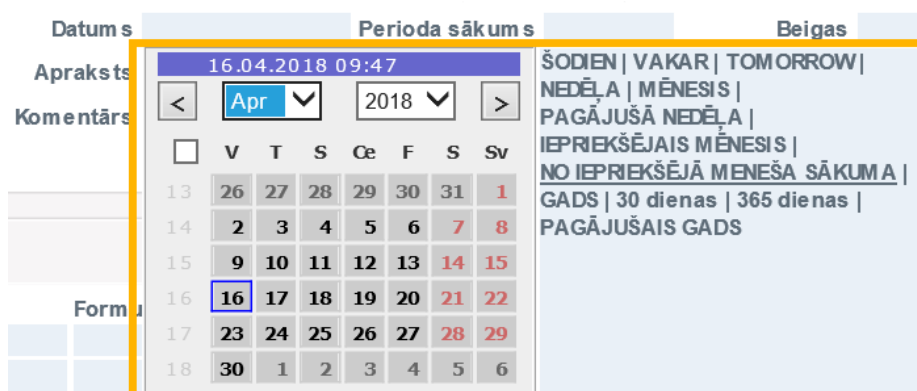 Datums Perioda sākums Beigas
Apraksts
Komentārs
16.04.2018 09:47
< Apr 2018 >
V T S Ce F S Sv
13 26 27 28 29 30 31 1
14 2 3 4 5 6 7 8
15 9 10 11 12 13 14 15
16 16 17 18 19 20 21 22
17 23 24 25 26 27 28 29
18 30 1 2 3 4 5 6
ŠODIEN | VAKAR | TOMORROW |
NEDĒĻA | MĒNESIS |
PAGĀJUŠĀ NEDĒĻA |
IEPRIEKŠĒJAIS MĒNESIS |
NO IEPRIEKŠĒJĀ MENEŠA SĀKUMA |
GADS | 30 dienas | 365 dienas |
PAGĀJUŠAIS GADS